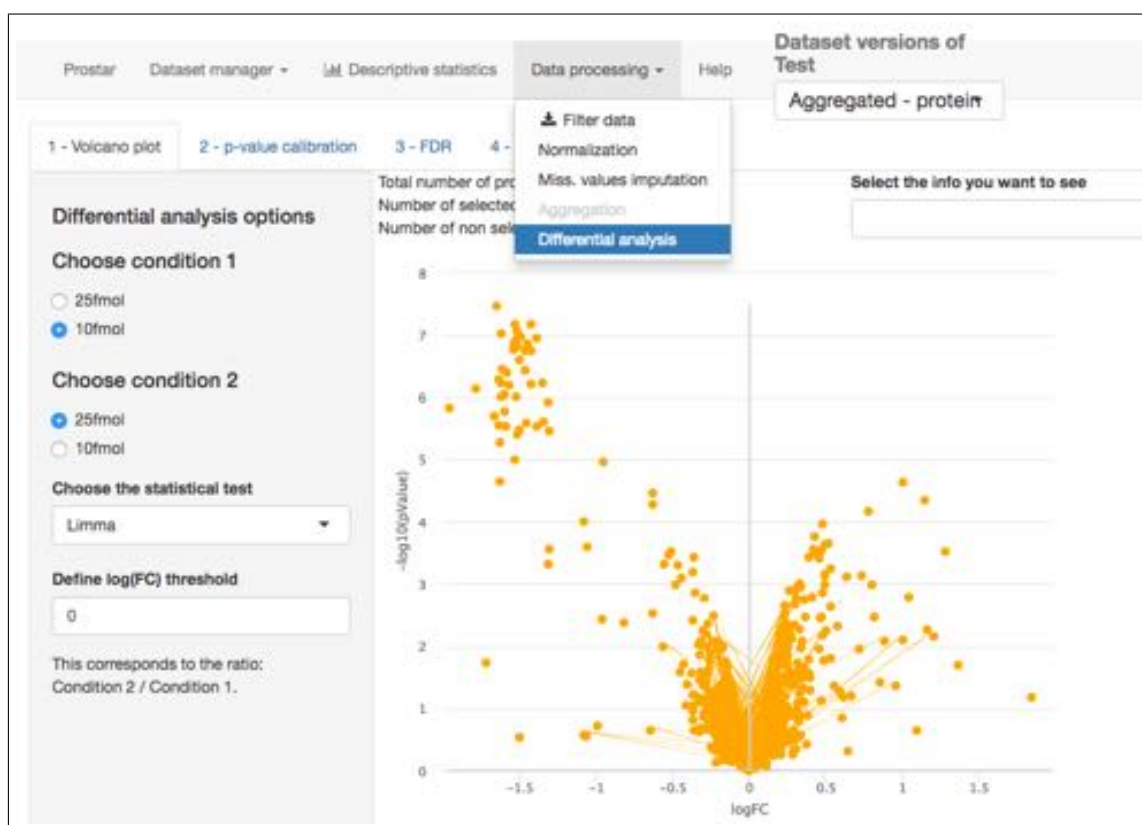 Prostar Dataset manager Descriptive statistics Data processing Help
Dataset versions of
Test
Aggregated - protein
Filter data
Normalization
Miss. values imputation
Aggregation
Differential analysis
1 - Volcano plot 2 - p-value calibration 3 - FDR 4 -
Differential analysis options
Choose condition 1
25fmol
10fmol
Choose condition 2
25fmol
10fmol
Choose the statistical test
Limma
Define log(FC) threshold
0
This corresponds to the ratio:
Condition 2 / Condition 1.
Total number of pro
Number of selected
Number of non sele
Select the info you want to see
8
7
6
5
4
3
2
1
0
-log10(pValue)
-1.5 -1 -0.5 0 0.5 1 1.5
logFC